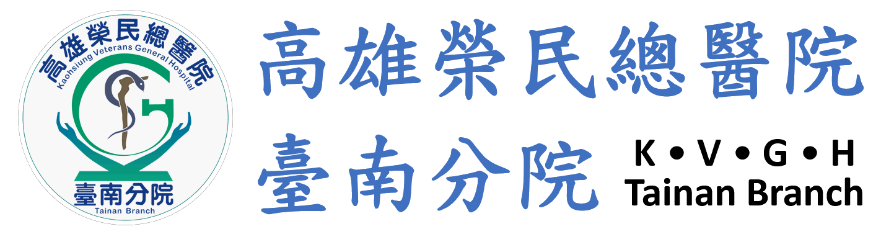 高雄榮民總醫院
Kaohsiung Veterans General Hospital
臺南分院
Tainan Branch
高雄榮民總醫院
臺南分院
K • V • G • H
Tainan Branch